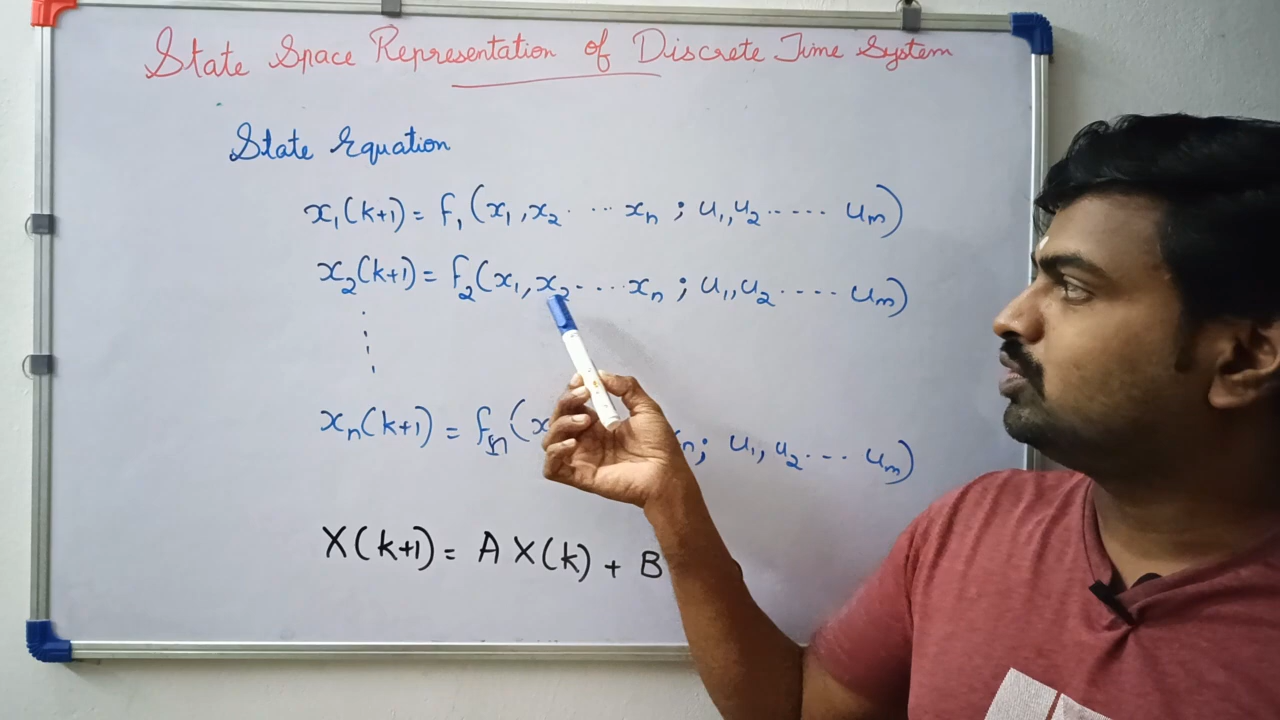 State Space Representation of Discrete Time System
State Equation
x₁(k+1) = f₁(x₁,x₂. ... xₙ ; u₁,u₂ ..... uₘ)
x₂(k+1) = f₂(x₁,x₂.... xₙ ; u₁,u₂ ..... uₘ)
xₙ(k+1) = fₙ(x ₙ; u₁,u₂... uₘ)
X(k+1) = A X(k) + B )